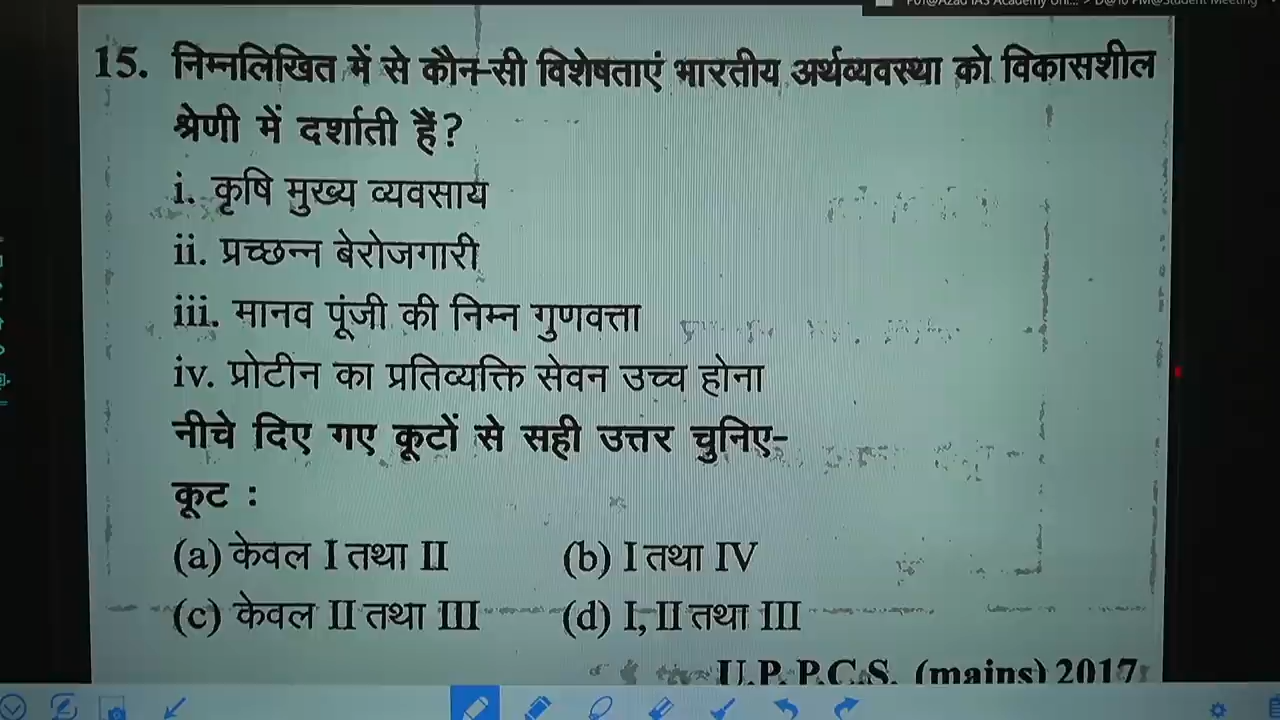 15. निम्नलिखित में से कौन-सी विशेषताएं भारतीय अर्थव्यवस्था को विकासशील
श्रेणी में दर्शाती हैं?
i. कृषि मुख्य व्यवसाय
ii. प्रच्छन्न बेरोजगारी
iii. मानव पूंजी की निम्न गुणवत्ता
iv. प्रोटीन का प्रतिव्यक्ति सेवन उच्च होना
नीचे दिए गए कूटों से सही उत्तर चुनिए-
कूट :
(a) केवल I तथा II (b) I तथा IV
(c) केवल II तथा III (d) I, II तथा III
U.P.P.C.S. (mains) 2017